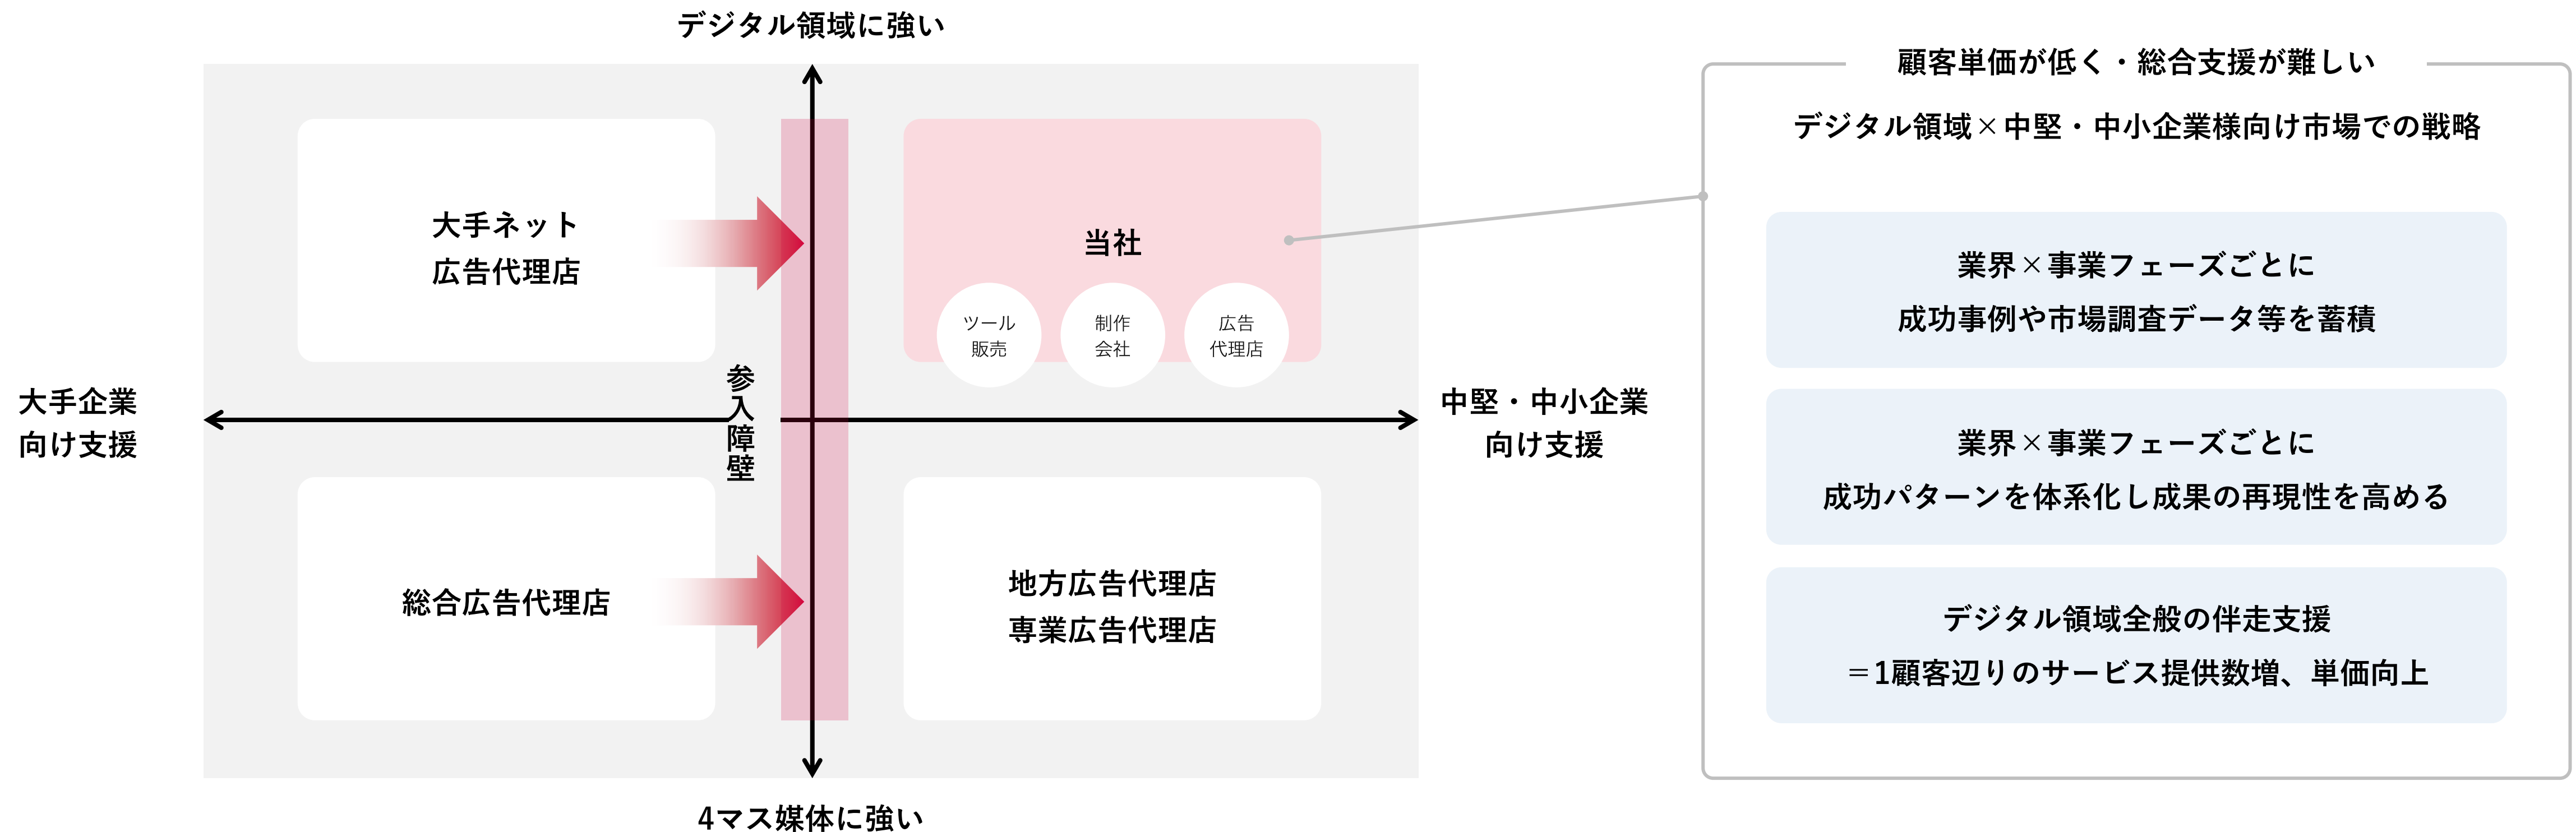 デジタル領域に強い
大手ネット
広告代理店
当社
ツール
販売
制作
会社
広告
代理店
大手企業
向け支援
参入障壁
中堅・中小企業
向け支援
総合広告代理店
地方広告代理店
専業広告代理店
4マス媒体に強い
顧客単価が低く・総合支援が難しい
デジタル領域×中堅・中小企業様向け市場での戦略
業界×事業フェーズごとに
成功事例や市場調査データ等を蓄積
業界×事業フェーズごとに
成功パターンを体系化し成果の再現性を高める
デジタル領域全般の伴走支援
＝1顧客辺りのサービス提供数増、単価向上